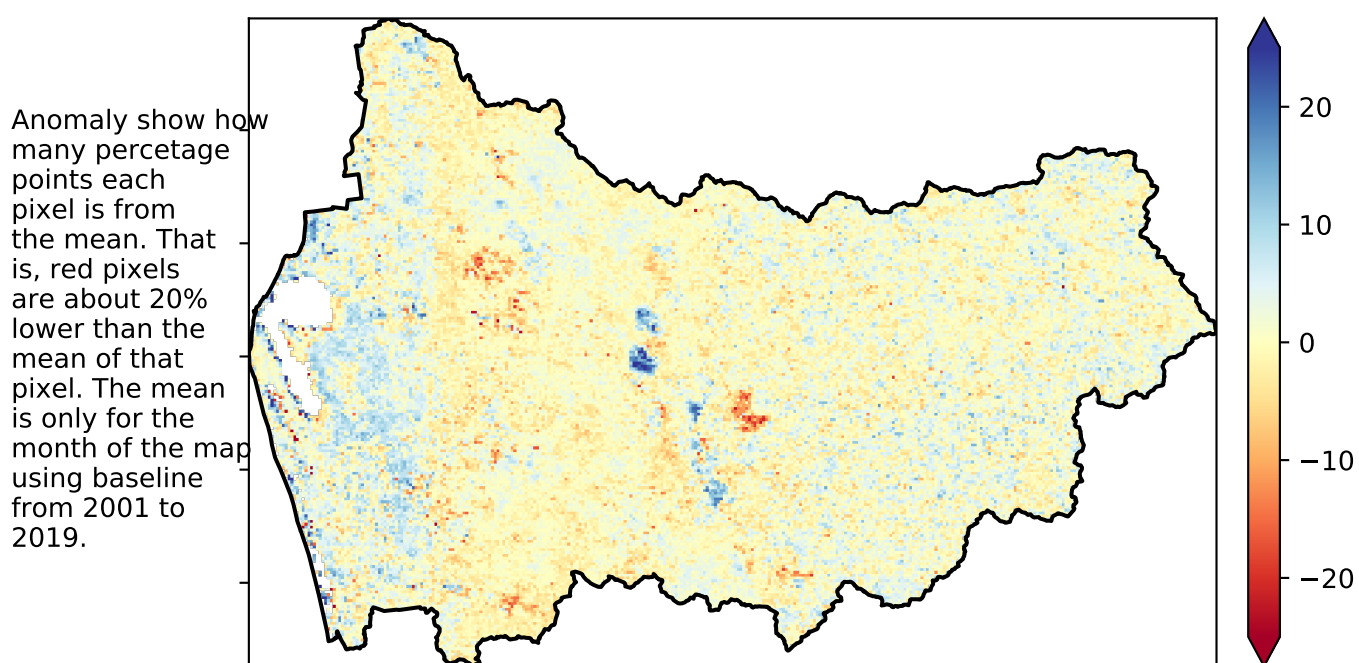 Anomaly show how
many percetage
points each
pixel is from
the mean. That
is, red pixels
are about 20%
lower than the
mean of that
pixel. The mean
is only for the
month of the map
using baseline
from 2001 to
2019.
20
10
0
−10
−20